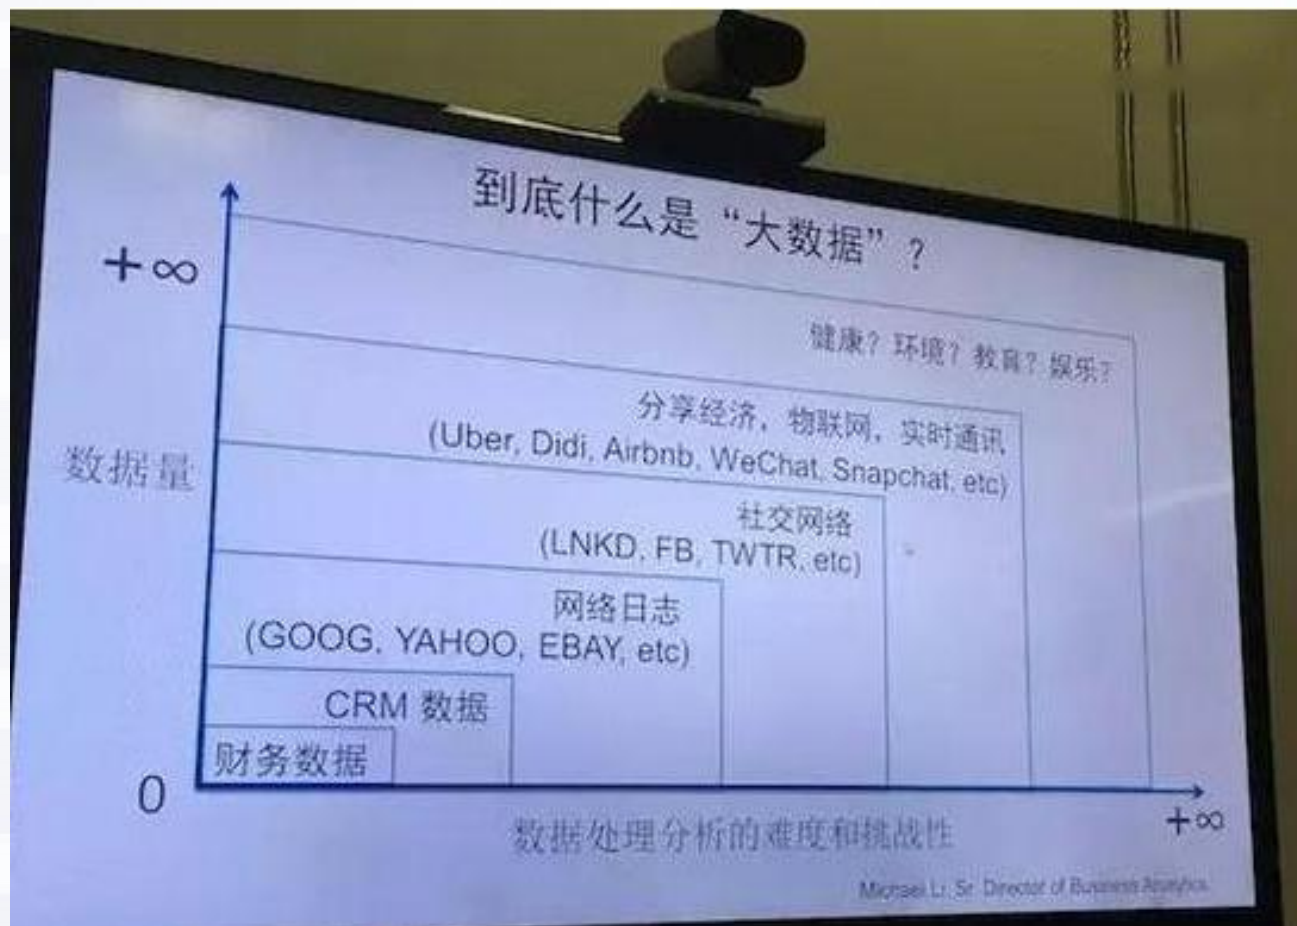 到底什么是“大数据”？
+∞
健康？环境？教育？娱乐？
分享经济，物联网，实时通讯
(Uber, Didi, Airbnb, WeChat, Snapchat, etc)
数据量
社交网络
(LNKD, FB, TWTR, etc)
网络日志
(GOOG, YAHOO, EBAY, etc)
CRM 数据
财务数据
0
+∞
数据处理分析的难度和挑战性
Michael Li, Sr. Director of Business Analytics